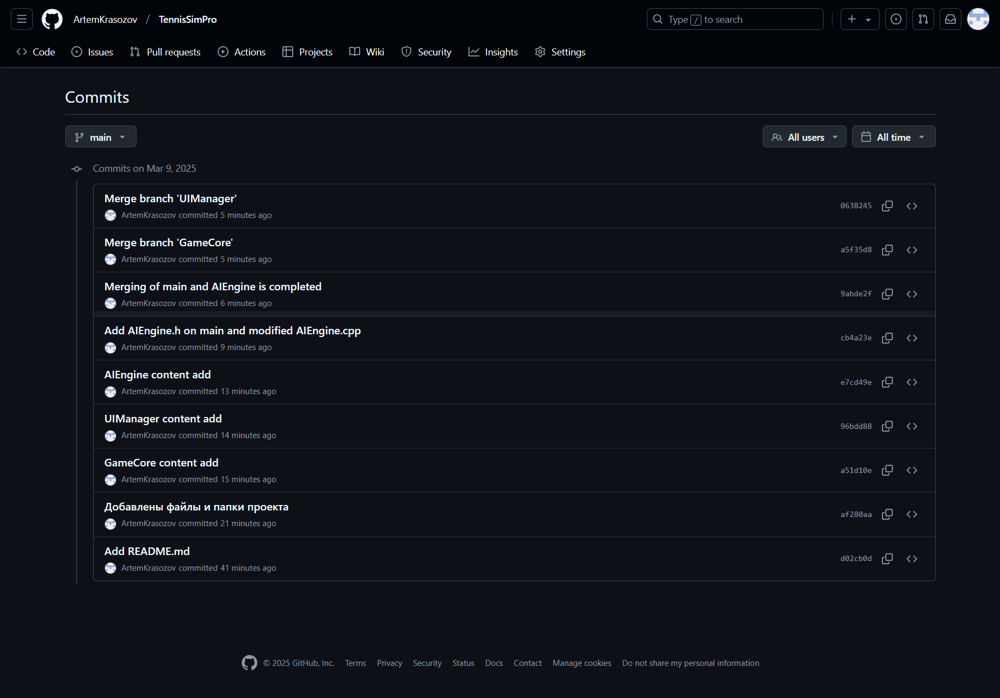 ArtemKrasozov / TennisSimPro
Type / to search
Code Issues Pull requests Actions Projects Wiki Security Insights Settings
Commits
main All users All time
Commits on Mar 9, 2025
Merge branch 'UIManager'
ArtemKrasozov committed 5 minutes ago
0638245
Merge branch 'GameCore'
ArtemKrasozov committed 5 minutes ago
a5f35d8
Merging of main and AIEngine is completed
ArtemKrasozov committed 6 minutes ago
9abde2f
Add AIEngine.h on main and modified AIEngine.cpp
ArtemKrasozov committed 9 minutes ago
cb4a23e
AIEngine content add
ArtemKrasozov committed 13 minutes ago
e7cd49e
UIManager content add
ArtemKrasozov committed 14 minutes ago
96bdd88
GameCore content add
ArtemKrasozov committed 15 minutes ago
a51d10e
Добавлены файлы и папки проекта
ArtemKrasozov committed 21 minutes ago
af280aa
Add README.md
ArtemKrasozov committed 41 minutes ago
d02cb0d
© 2025 GitHub, Inc. Terms Privacy Security Status Docs Contact Manage cookies Do not share my personal information